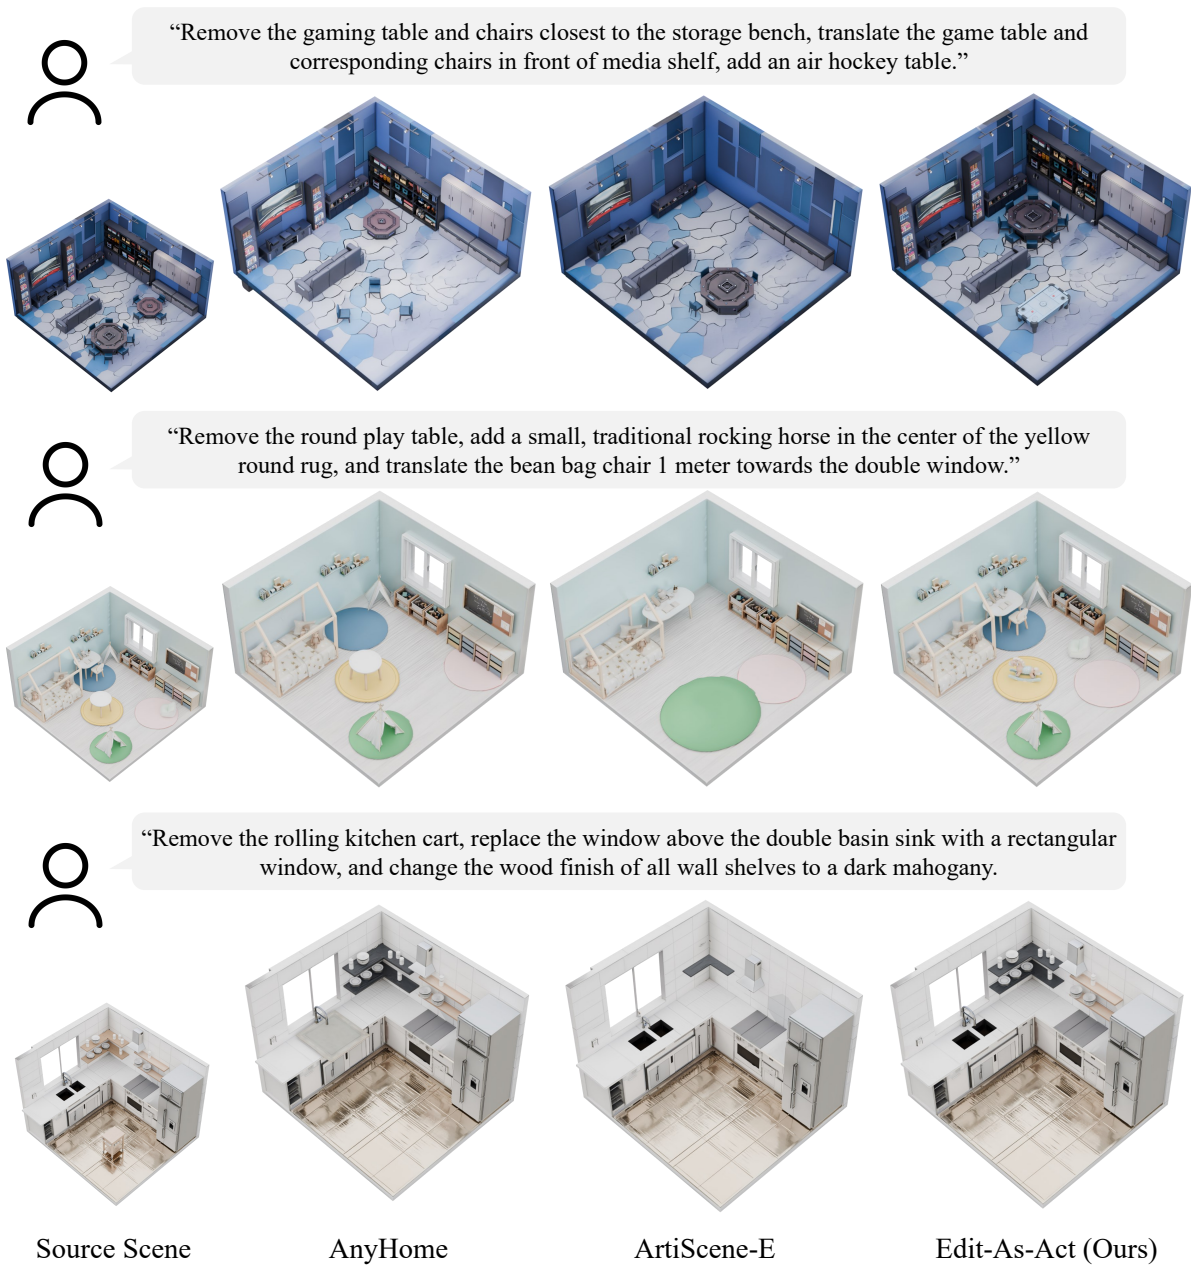 “Remove the gaming table and chairs closest to the storage bench, translate the game table and
corresponding chairs in front of media shelf, add an air hockey table.”
“Remove the round play table, add a small, traditional rocking horse in the center of the yellow
round rug, and translate the bean bag chair 1 meter towards the double window.”
“Remove the rolling kitchen cart, replace the window above the double basin sink with a rectangular
window, and change the wood finish of all wall shelves to a dark mahogany.
Source Scene
AnyHome
ArtiScene-E
Edit-As-Act (Ours)